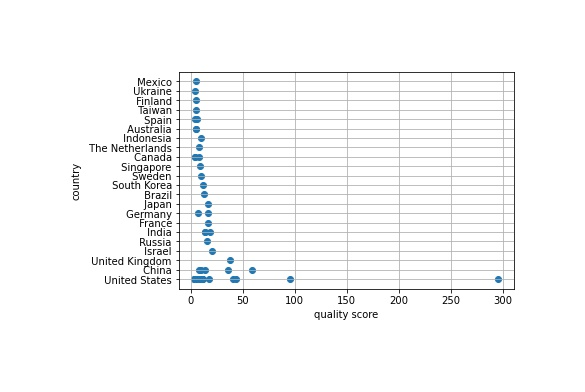 Mexico
Ukraine
Finland
Taiwan
Spain
Australia
Indonesia
The Netherlands
Canada
Singapore
Sweden
South Korea
Brazil
Japan
Germany
France
India
Russia
Israel
United Kingdom
China
United States
country
0 50 100 150 200 250 300
quality score